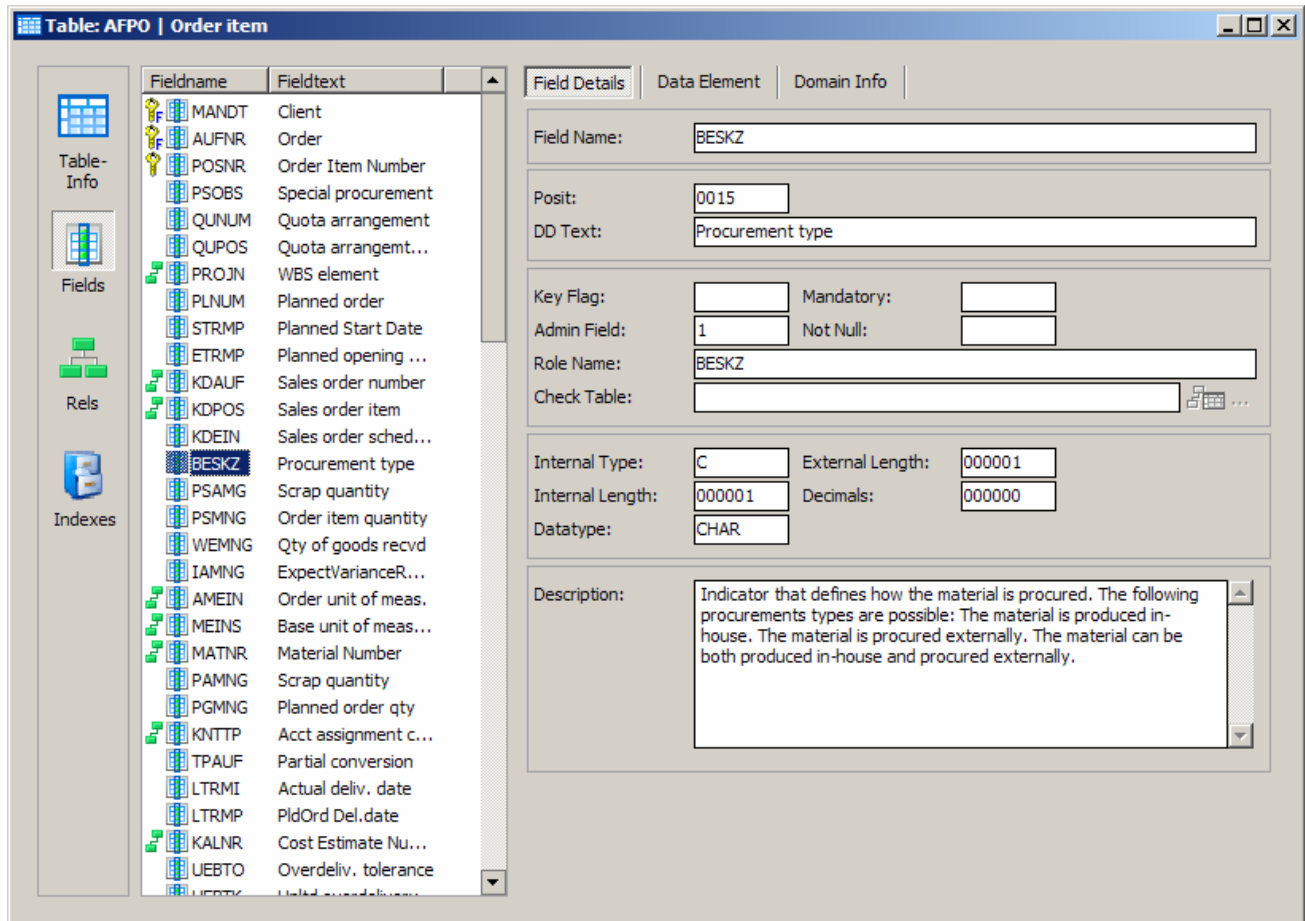 Table: AFPO | Order item
Table-
Info
Fields
Rels
Indexes
Fieldname Fieldtext
MANDT Client
AUFNR Order
POSNR Order Item Number
PSOBS Special procurement
QUNUM Quota arrangement
QUPOS Quota arrangemt...
PROJN WBS element
PLNUM Planned order
STRMP Planned Start Date
ETRMP Planned opening ...
KDAUF Sales order number
KDPOS Sales order item
KDEIN Sales order sched...
BESKZ Procurement type
PSAMG Scrap quantity
PSMNG Order item quantity
WEMNG Qty of goods recvd
IAMNG ExpectVarianceR...
AMEIN Order unit of meas.
MEINS Base unit of meas...
MATNR Material Number
PAMNG Scrap quantity
PGMNG Planned order qty
KNTTP Acct assignment c...
TPAUF Partial conversion
LTRMI Actual deliv. date
LTRMP PldOrd Del.date
KALNR Cost Estimate Nu...
UEBTO Overdeliv. tolerance
Field Details Data Element Domain Info
Field Name: BESKZ
Posit: 0015
DD Text: Procurement type
Key Flag: Mandatory:
Admin Field: 1 Not Null:
Role Name: BESKZ
Check Table: ...
Internal Type: C External Length: 000001
Internal Length: 000001 Decimals: 000000
Datatype: CHAR
Description: Indicator that defines how the material is procured. The following
procurements types are possible: The material is produced in-
house. The material is procured externally. The material can be
both produced in-house and procured externally.